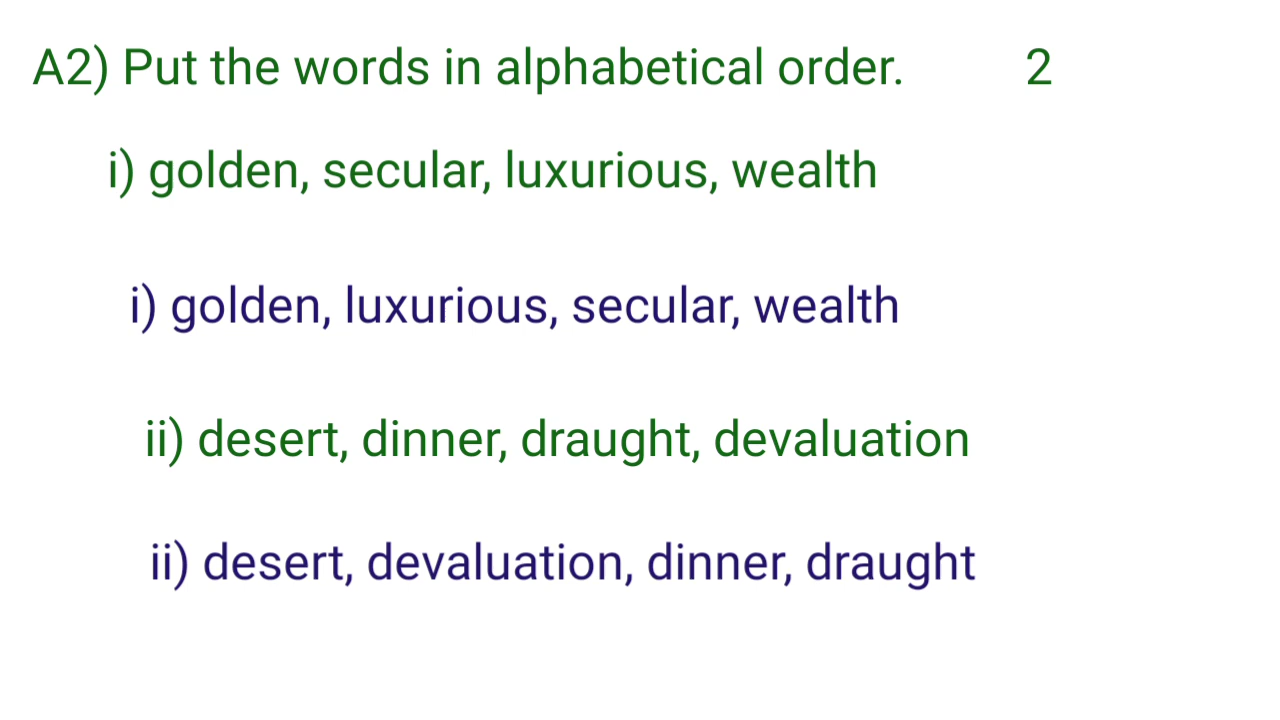 A2) Put the words in alphabetical order. 2
i) golden, secular, luxurious, wealth
i) golden, luxurious, secular, wealth
ii) desert, dinner, draught, devaluation
ii) desert, devaluation, dinner, draught